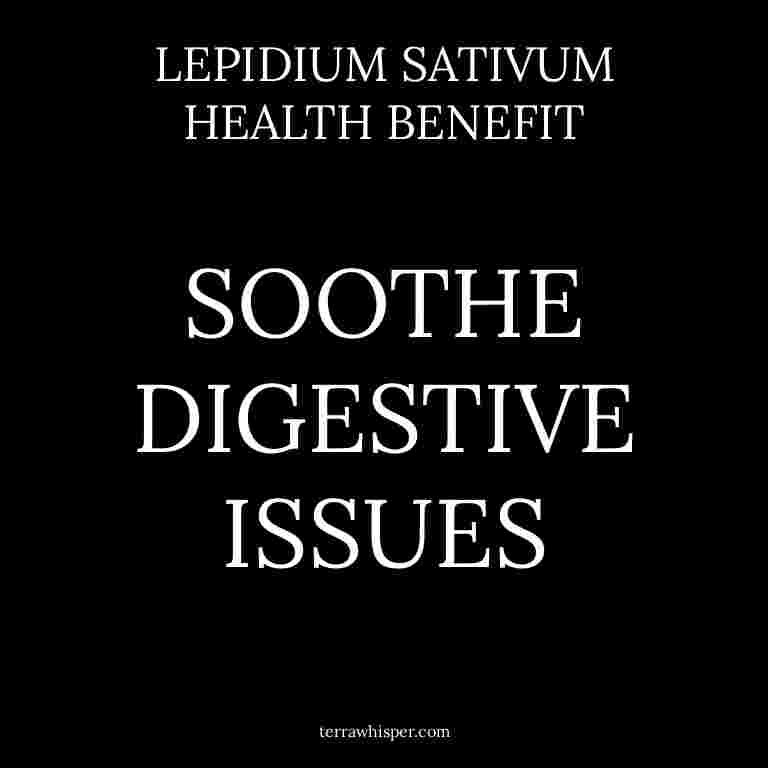 LEPIDIUM SATIVUM
HEALTH BENEFIT
SOOTHE
DIGESTIVE
ISSUES
terrawhisper.com